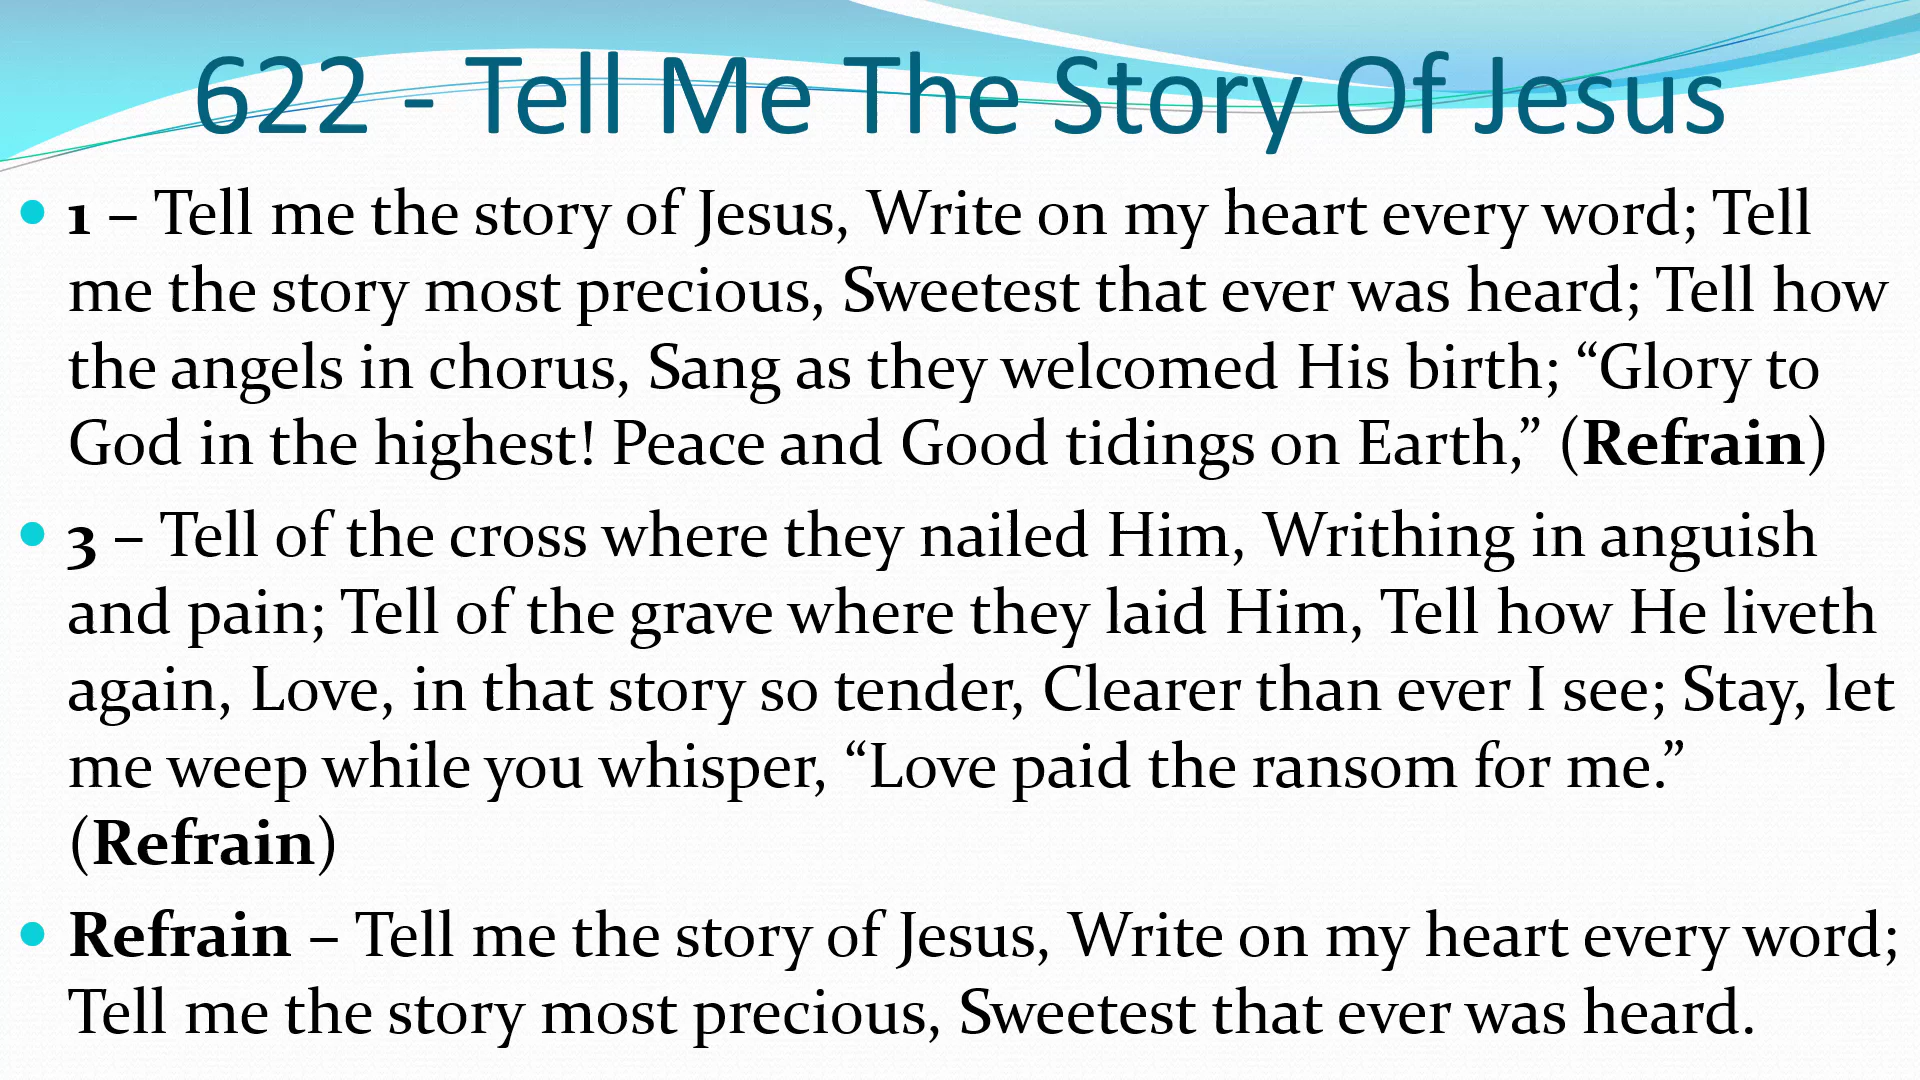 622 - Tell Me The Story Of Jesus
• 1 – Tell me the story of Jesus, Write on my heart every word; Tell
me the story most precious, Sweetest that ever was heard; Tell how
the angels in chorus, Sang as they welcomed His birth; “Glory to
God in the highest! Peace and Good tidings on Earth,” (Refrain)
• 3 – Tell of the cross where they nailed Him, Writhing in anguish
and pain; Tell of the grave where they laid Him, Tell how He liveth
again, Love, in that story so tender, Clearer than ever I see; Stay, let
me weep while you whisper, “Love paid the ransom for me.”
(Refrain)
• Refrain – Tell me the story of Jesus, Write on my heart every word;
Tell me the story most precious, Sweetest that ever was heard.